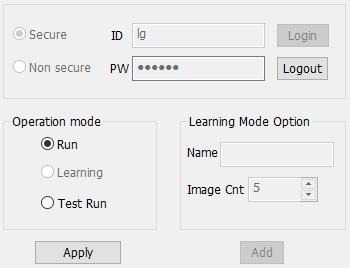 Secure ID lg Login
Non secure PW ●●●●●● Logout
Operation mode
Run
Learning
Test Run
Learning Mode Option
Name
Image Cnt 5
Apply Add